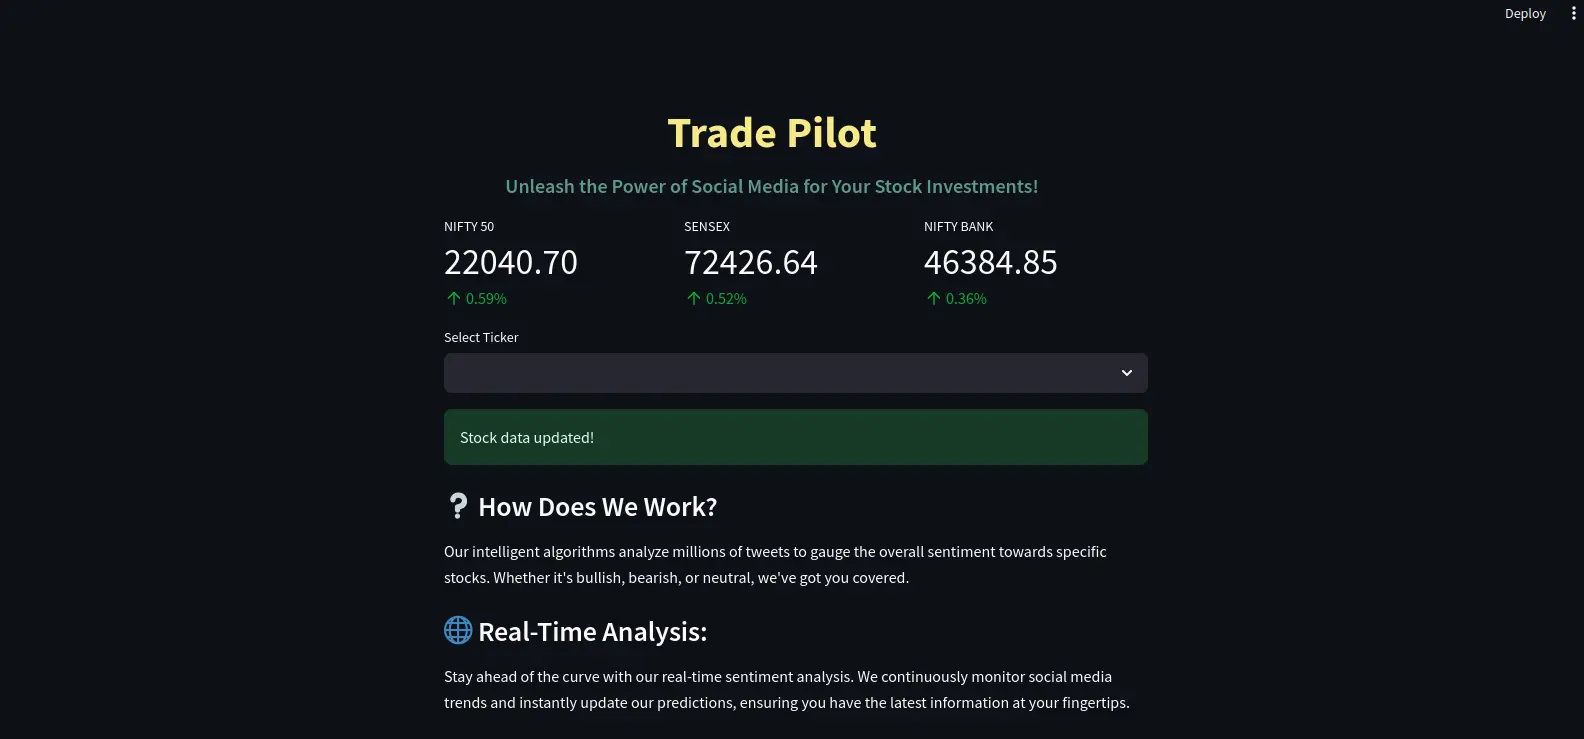 Deploy
Trade Pilot
Unleash the Power of Social Media for Your Stock Investments!
NIFTY 50
22040.70
↑ 0.59%
SENSEX
72426.64
↑ 0.52%
NIFTY BANK
46384.85
↑ 0.36%
Select Ticker
Stock data updated!
❔ How Does We Work?
Our intelligent algorithms analyze millions of tweets to gauge the overall sentiment towards specific
stocks. Whether it's bullish, bearish, or neutral, we've got you covered.
🌐 Real-Time Analysis:
Stay ahead of the curve with our real-time sentiment analysis. We continuously monitor social media
trends and instantly update our predictions, ensuring you have the latest information at your fingertips.